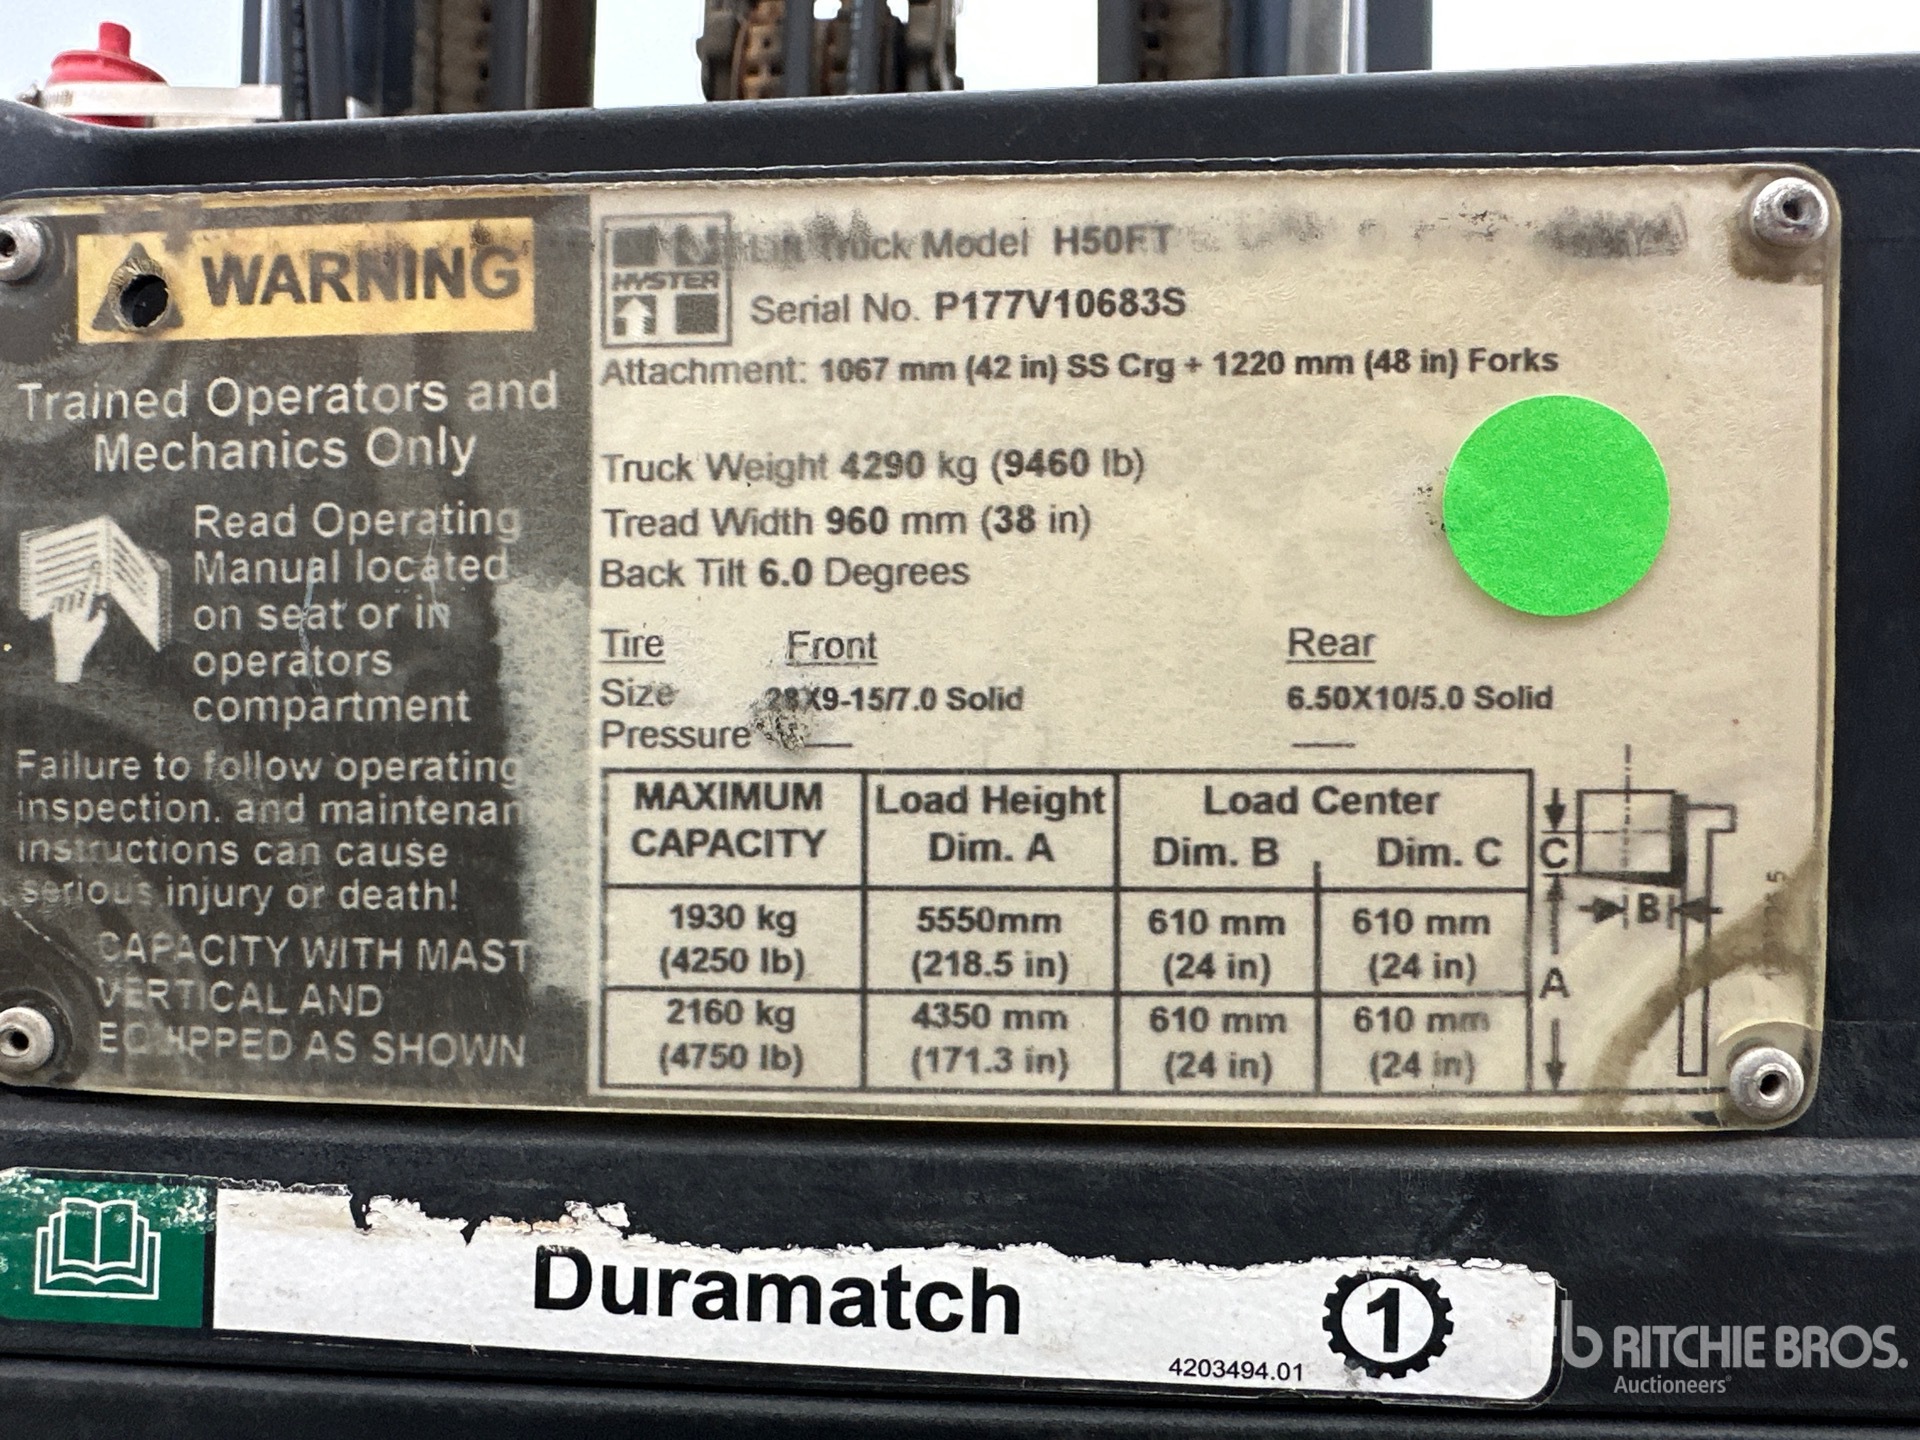 WARNING
Trained Operators and
Mechanics Only
Read Operating
Manual located
on seat or in
operators
compartment
Failure to follow operating
inspection. and maintenan
instructions can cause
serious injury or death!
CAPACITY WITH MAST
VERTICAL AND
EQUIPPED AS SHOWN
HYSTER
Lift Truck Model H50FT
Serial No. P177V10683S
Attachment: 1067 mm (42 in) SS Crg + 1220 mm (48 in) Forks
Truck Weight 4290 kg (9460 lb)
Tread Width 960 mm (38 in)
Back Tilt 6.0 Degrees
Tire Front Rear
Size 28X9-15/7.0 Solid 6.50X10/5.0 Solid
Pressure
MAXIMUM CAPACITY Load Height Dim. A Load Center Dim. B Dim. C
1930 kg 5550mm 610 mm 610 mm
(4250 lb) (218.5 in) (24 in) (24 in)
2160 kg 4350 mm 610 mm 610 mm
(4750 lb) (171.3 in) (24 in) (24 in)
C
B
A
Duramatch 1
4203494.01
rb RITCHIE BROS.
Auctioneers